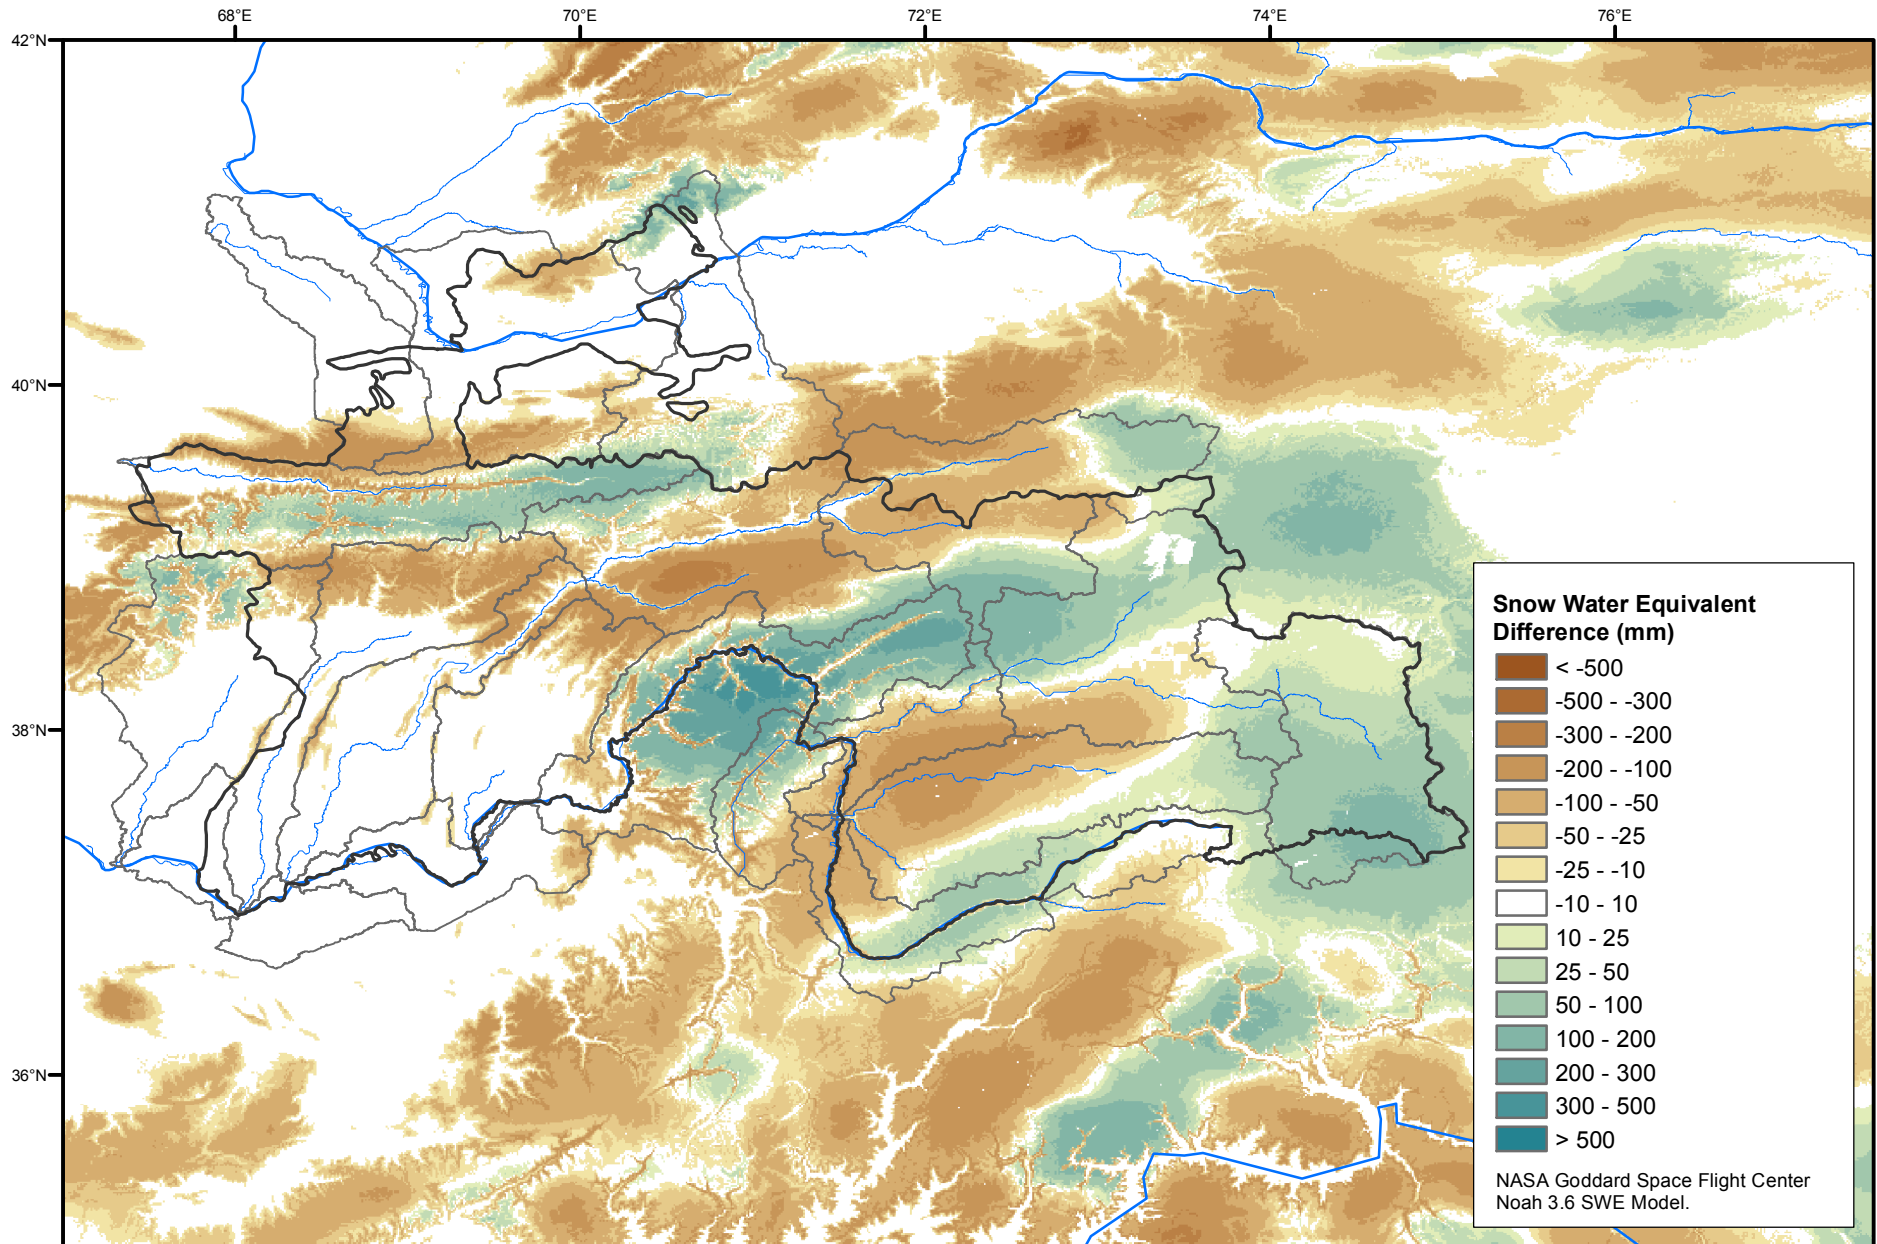 68°E 70°E 72°E 74°E 76°E
42°N
40°N
38°N
36°N
Snow Water Equivalent
Difference (mm)
< -500
-500 - -300
-300 - -200
-200 - -100
-100 - -50
-50 - -25
-25 - -10
-10 - 10
10 - 25
25 - 50
50 - 100
100 - 200
200 - 300
300 - 500
> 500
NASA Goddard Space Flight Center
Noah 3.6 SWE Model.